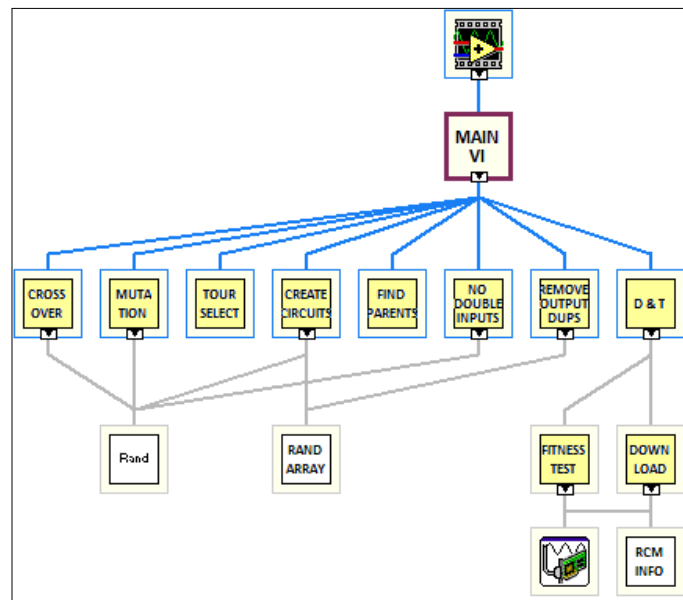 MAIN
VI
CROSS
OVER
MUTA
TION
TOUR
SELECT
CREATE
CIRCUITS
FIND
PARENTS
NO
DOUBLE
INPUTS
REMOVE
OUTPUT
DUPS
D & T
Rand
RAND
ARRAY
FITNESS
TEST
DOWN
LOAD
RCM
INFO